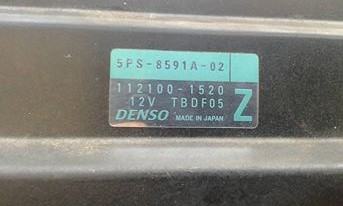 5PS-8591A-02
112100-1520
12V TBDF05
DENSO MADE IN JAPAN Z